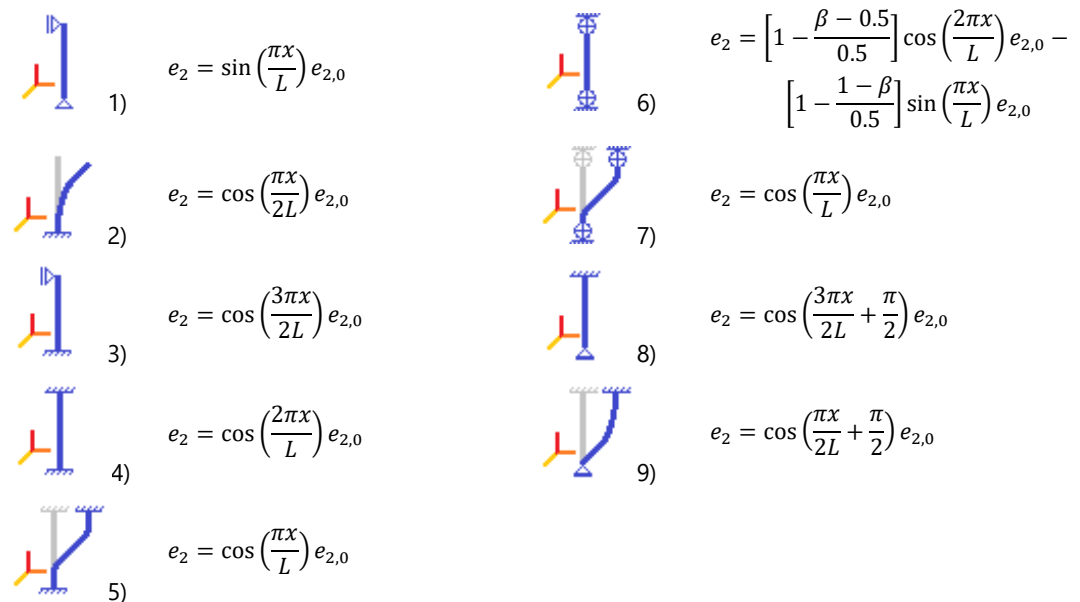 1) e₂ = sin(πx/L) e₂,₀
2) e₂ = cos(πx/2L) e₂,₀
3) e₂ = cos(3πx/2L) e₂,₀
4) e₂ = cos(2πx/L) e₂,₀
5) e₂ = cos(πx/L) e₂,₀
6) e₂ = [1 − (β − 0.5)/0.5] cos(2πx/L) e₂,₀ −
[1 − (1 − β)/0.5] sin(πx/L) e₂,₀
7) e₂ = cos(πx/L) e₂,₀
8) e₂ = cos(3πx/2L + π/2) e₂,₀
9) e₂ = cos(πx/2L + π/2) e₂,₀